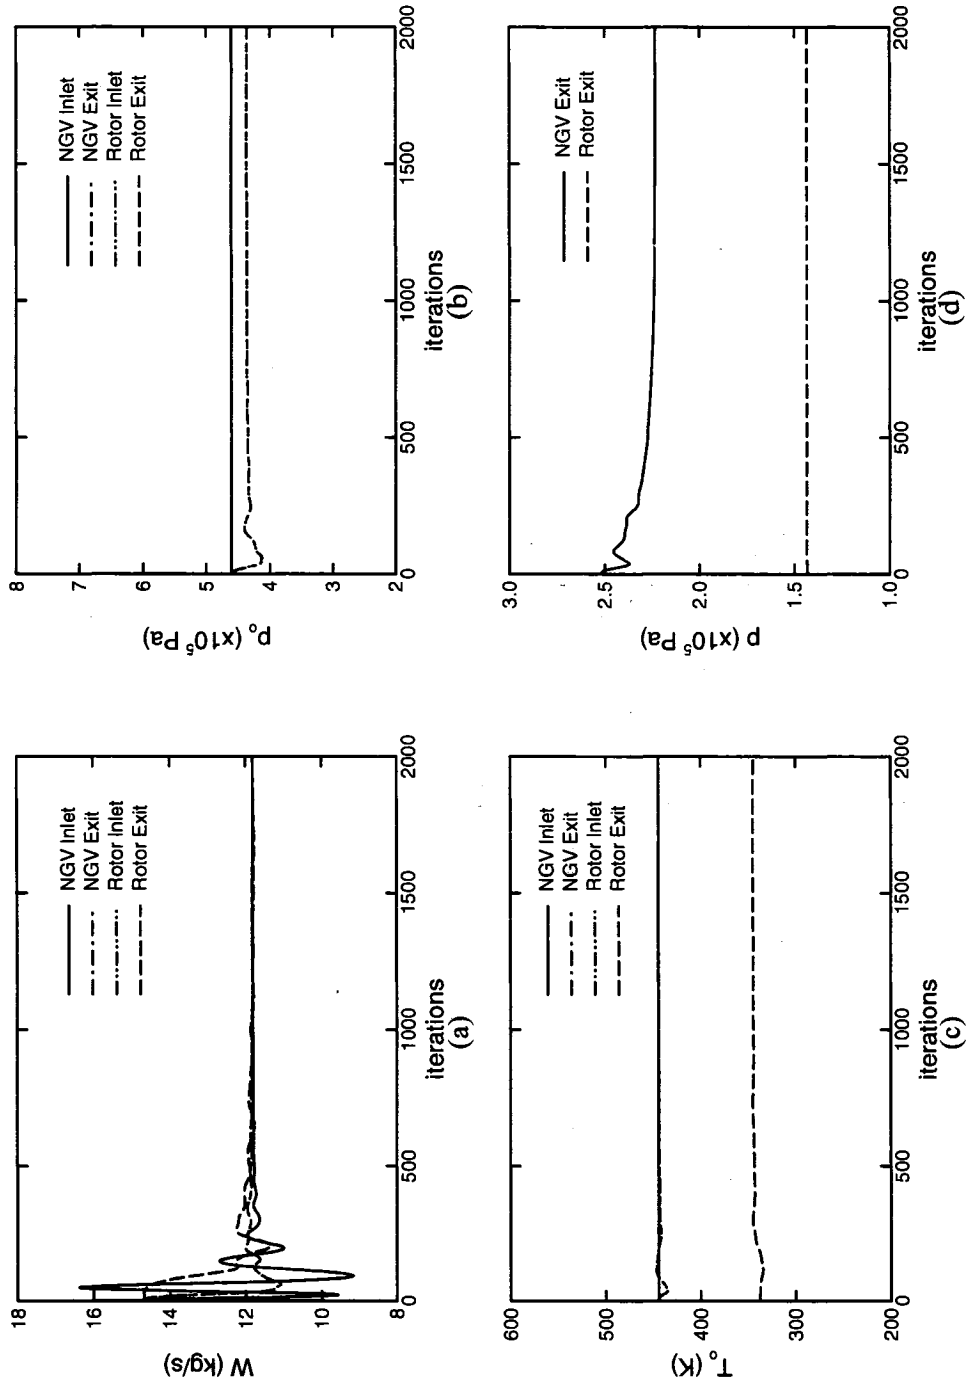 W (kg/s)
18
16
14
12
10
8
0
500
1000
1500
2000
NGV Inlet
NGV Exit
Rotor Inlet
Rotor Exit
iterations
(a)
p₀ (x10⁵ Pa)
8
7
6
5
4
3
2
0
500
1000
1500
2000
NGV Inlet
NGV Exit
Rotor Inlet
Rotor Exit
iterations
(b)
T₀ (K)
600
500
400
300
200
0
500
1000
1500
2000
NGV Inlet
NGV Exit
Rotor Inlet
Rotor Exit
iterations
(c)
p (x10⁵ Pa)
3.0
2.5
2.0
1.5
1.0
0
500
1000
1500
2000
NGV Exit
Rotor Exit
iterations
(d)